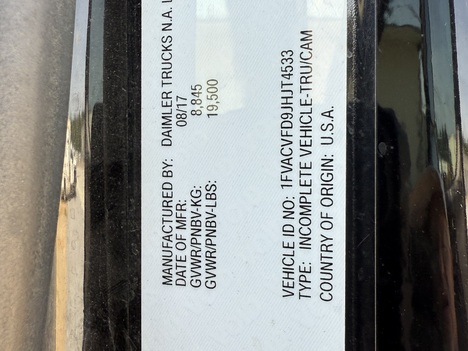 MANUFACTURED BY: DAIMLER TRUCKS N.A. L
DATE OF MFR: 08/17
GVWR/PNBV-KG: 8,845
GVWR/PNBV-LBS: 19,500
VEHICLE ID NO: 1FVACVFD9JHJT4533
TYPE: INCOMPLETE VEHICLE-TRU/CAM
COUNTRY OF ORIGIN: U.S.A.